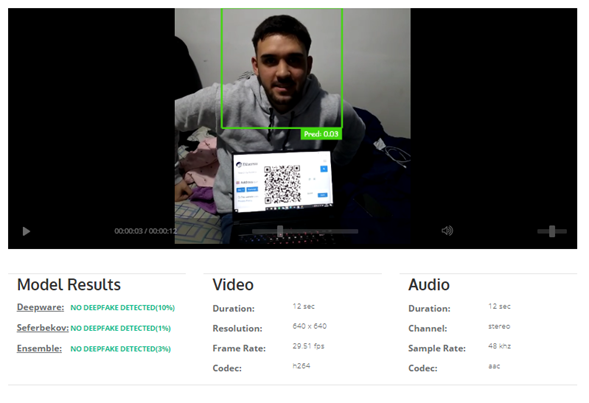 Pred: 0.03
00:00:03 / 00:00:12
Model Results
Deepware: NO DEEPFAKE DETECTED(10%)
Seferbekov: NO DEEPFAKE DETECTED(1%)
Ensemble: NO DEEPFAKE DETECTED(3%)
Video
Duration: 12 sec
Resolution: 640 x 640
Frame Rate: 29.51 fps
Codec: h264
Audio
Duration: 12 sec
Channel: stereo
Sample Rate: 48 khz
Codec: aac